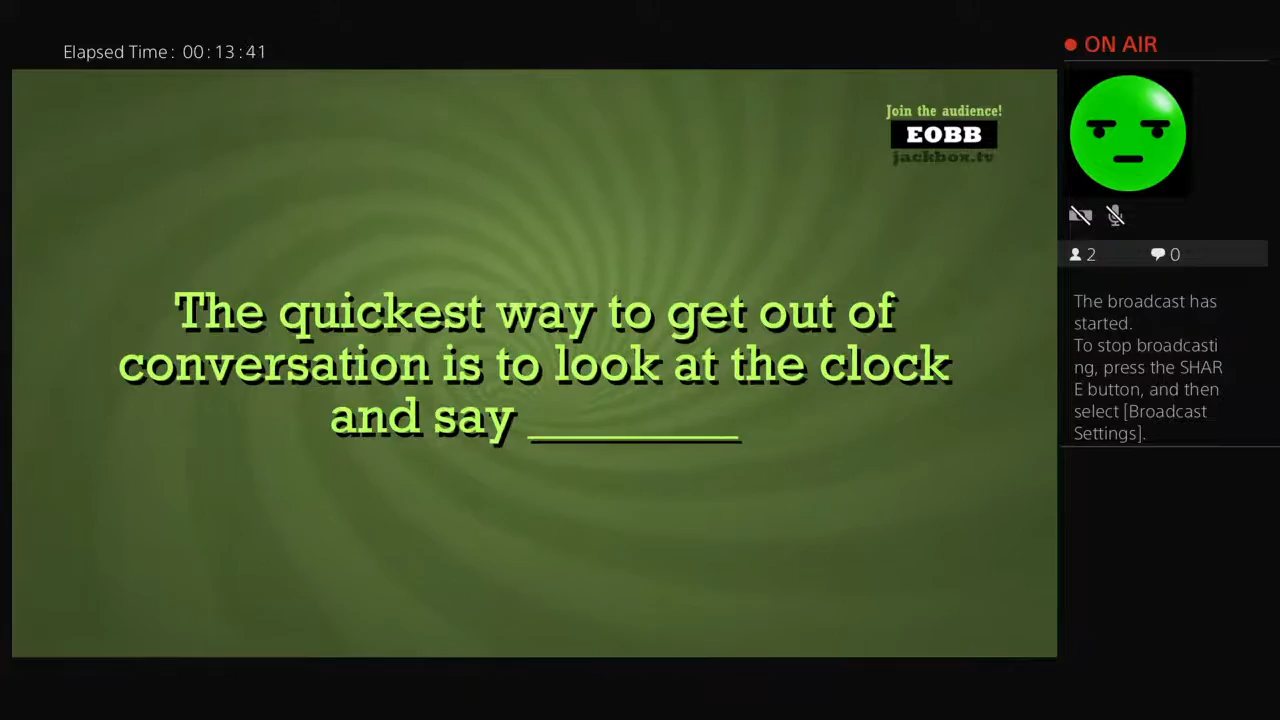 Elapsed Time: 00:13:41
ON AIR
Join the audience!
EOBB
jackbox.tv
2 0
The quickest way to get out of
conversation is to look at the clock
and say ________
The broadcast has
started.
To stop broadcasti
ng, press the SHAR
E button, and then
select [Broadcast
Settings].